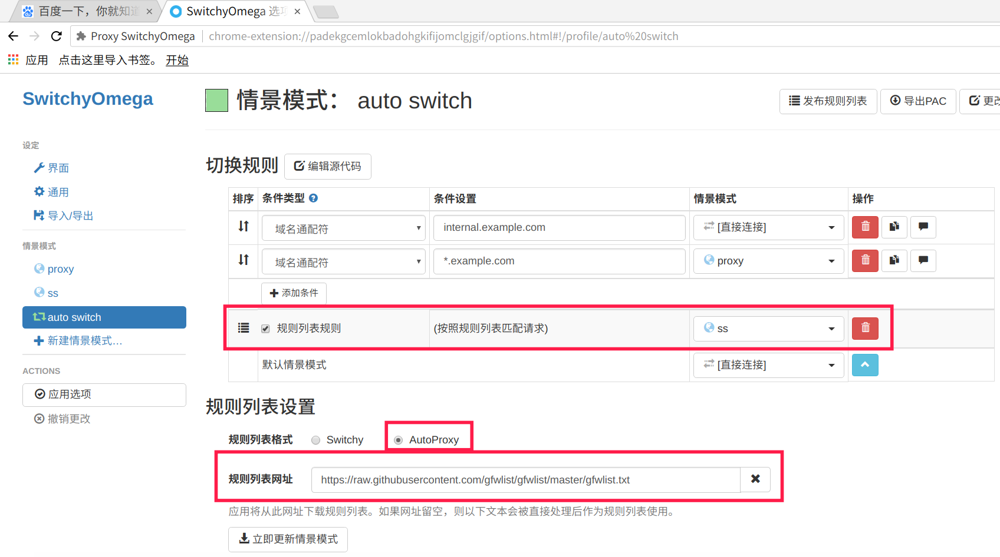 百度一下，你就知道
SwitchyOmega 选项
Proxy SwitchyOmega chrome-extension://padekgcemlokbadohgkifijomclgjgif/options.html#!/profile/auto%20switch
应用 点击这里导入书签。 开始
SwitchyOmega
设定
界面
通用
导入/导出
情景模式
proxy
ss
auto switch
新建情景模式...
ACTIONS
应用选项
撤销更改
情景模式： auto switch
发布规则列表 导出PAC 更改
切换规则 编辑源代码
排序 条件类型 条件设置 情景模式 操作
域名通配符 internal.example.com [直接连接]
域名通配符 *.example.com proxy
添加条件
规则列表规则 (按照规则列表匹配请求) ss
默认情景模式 [直接连接]
规则列表设置
规则列表格式 Switchy AutoProxy
规则列表网址 https://raw.githubusercontent.com/gfwlist/gfwlist/master/gfwlist.txt
应用将从此网址下载规则列表。如果网址留空，则以下文本会被直接处理后作为规则列表使用。
立即更新情景模式